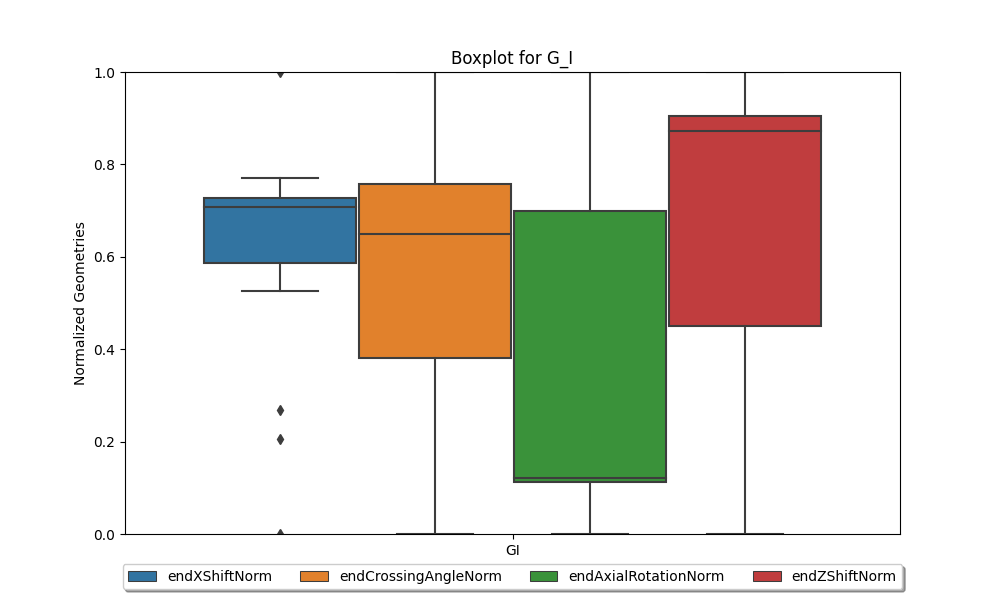 Boxplot for G_I
Normalized Geometries
1.0
0.8
0.6
0.4
0.2
0.0
GI
endXShiftNorm endCrossingAngleNorm endAxialRotationNorm endZShiftNorm